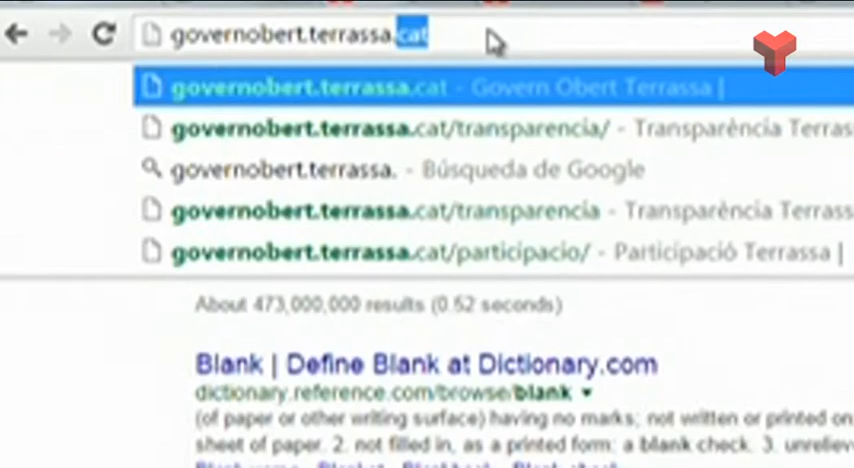 governobert.terrassa.cat
governobert.terrassa.cat - Govern Obert Terrassa |
governobert.terrassa.cat/transparencia/ - Transparència Terras
governobert.terrassa. - Búsqueda de Google
governobert.terrassa.cat/transparencia - Transparència Terrass
governobert.terrassa.cat/participacio/ - Participació Terrassa |
About 473,000,000 results (0.52 seconds)
Blank | Define Blank at Dictionary.com
dictionary.reference.com/browse/blank
(of paper or other writing surface) having no marks; not written or printed on
sheet of paper. 2. not filled in, as a printed form: a blank check. 3. unreliev